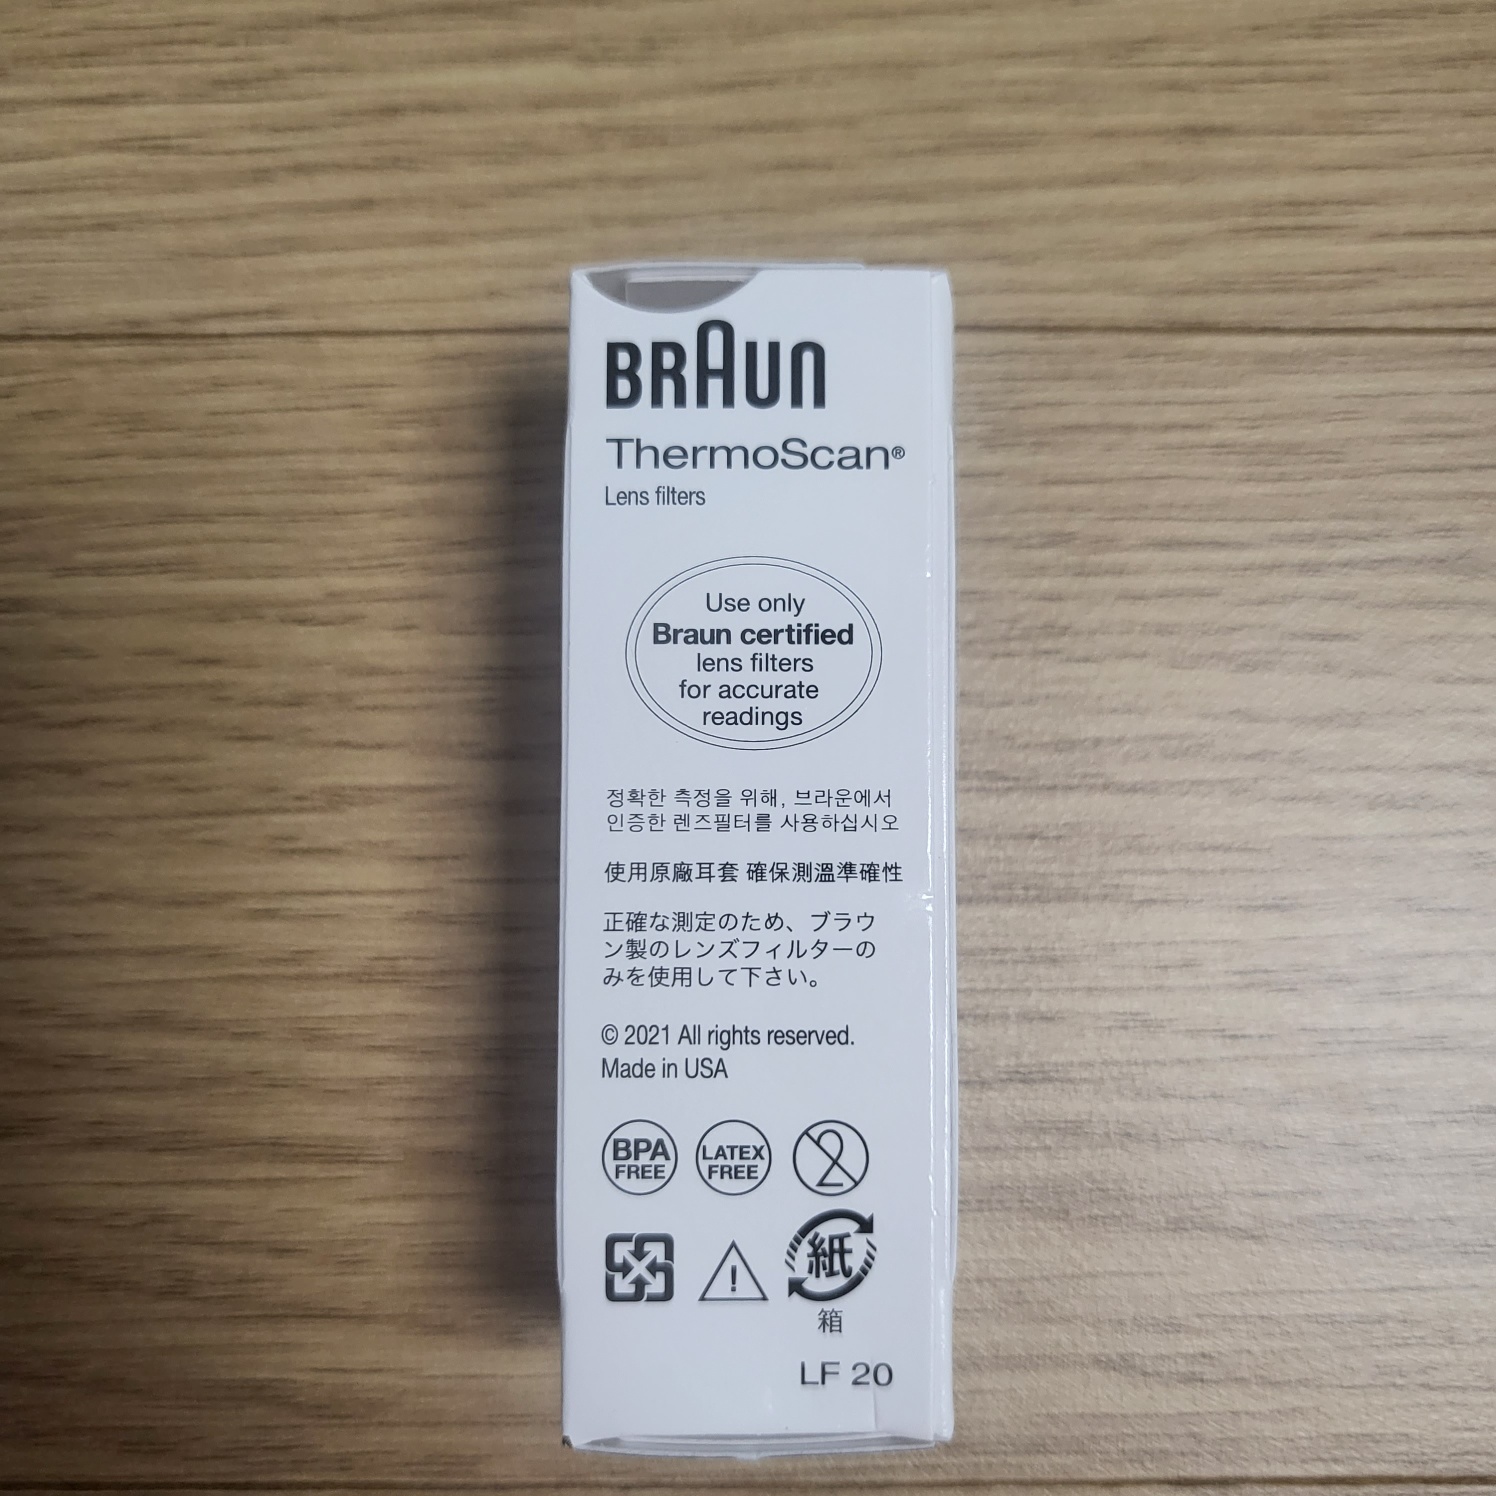 BRAUN
ThermoScan®
Lens filters
Use only
Braun certified
lens filters
for accurate
readings
정확한 측정을 위해, 브라운에서
인증한 렌즈필터를 사용하십시오
使用原廠耳套 確保測溫準確性
正確な測定のため、ブラウ
ン製のレンズフィルターの
みを使用して下さい。
© 2021 All rights reserved.
Made in USA
BPA
FREE
LATEX
FREE
2
!
紙
箱
LF 20